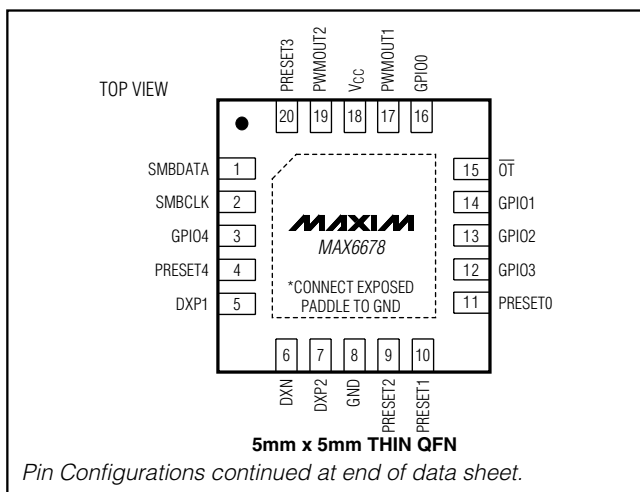 TOP VIEW
PRESET3
PWMOUT2
VCC
PWMOUT1
GPIO0
20 19 18 17 16
SMBDATA 1
SMBCLK 2
GPIO4 3
PRESET4 4
DXP1 5
MAXIM
MAX6678
*CONNECT EXPOSED
PADDLE TO GND
15 OT
14 GPIO1
13 GPIO2
12 GPIO3
11 PRESET0
6 7 8 9 10
DXN
DXP2
GND
PRESET2
PRESET1
5mm x 5mm THIN QFN
Pin Configurations continued at end of data sheet.